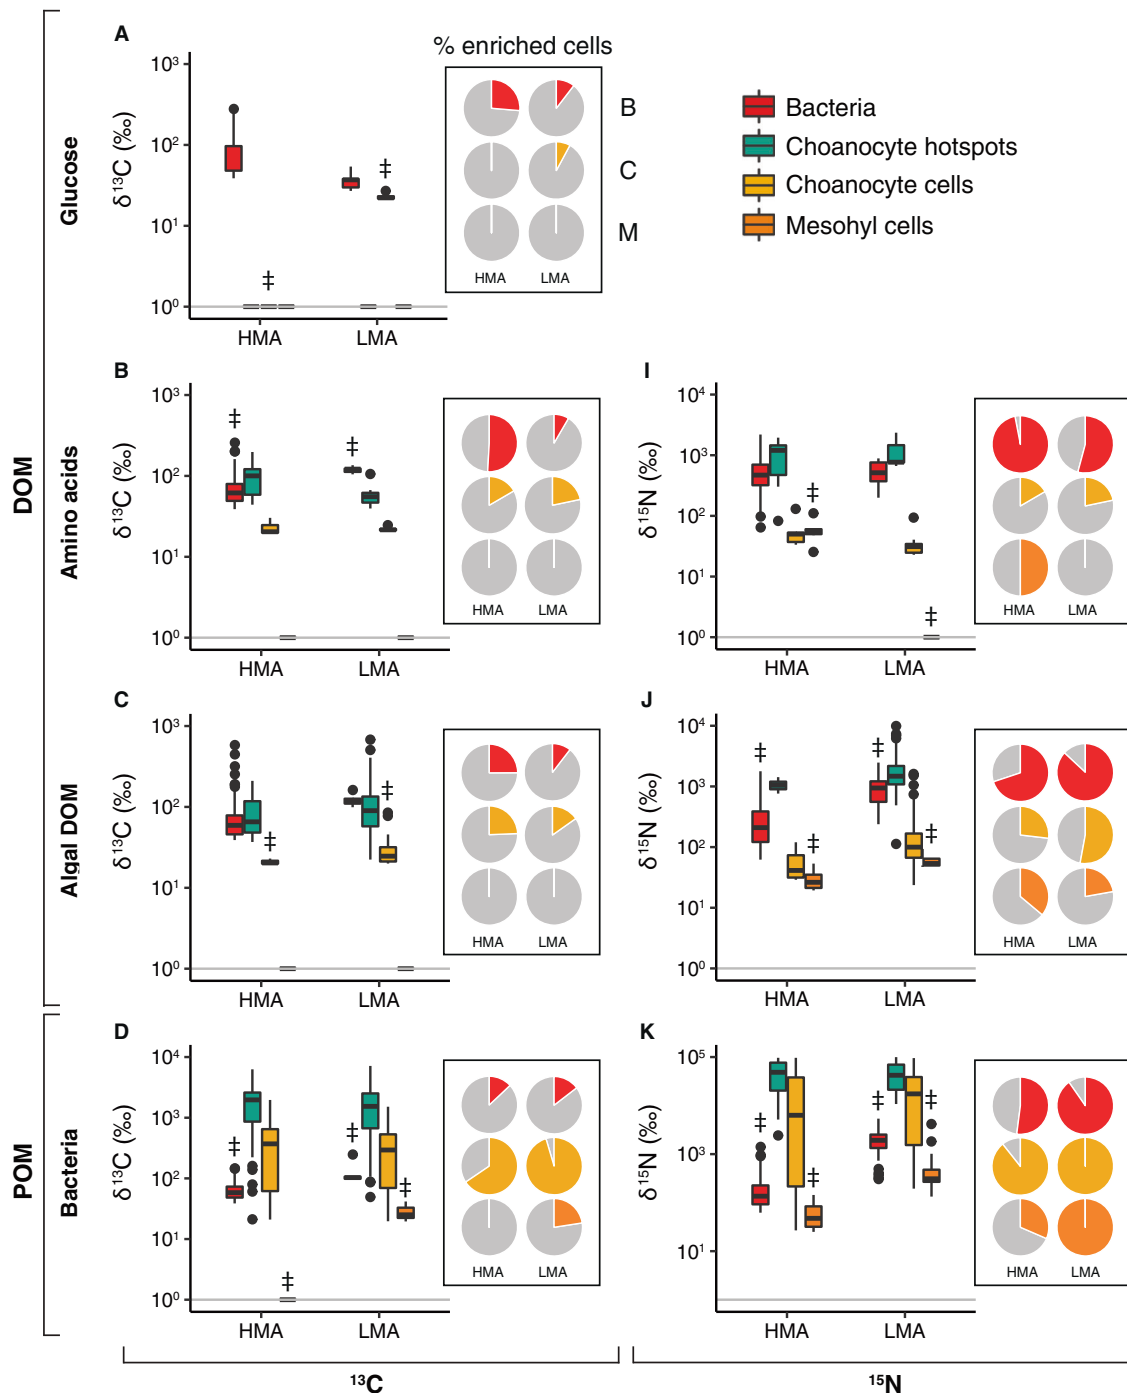 A
% enriched cells
10³
10²
10¹
10⁰
δ¹³C (‰)
Glucose
‡
‡
HMA
LMA
B
C
M
HMA
LMA
Bacteria
Choanocyte hotspots
Choanocyte cells
Mesohyl cells
DOM
B
10³
10²
10¹
10⁰
δ¹³C (‰)
Amino acids
‡
‡
HMA
LMA
HMA
LMA
I
10⁴
10³
10²
10¹
10⁰
δ¹⁵N (‰)
‡
‡
HMA
LMA
HMA
LMA
C
10³
10²
10¹
10⁰
δ¹³C (‰)
Algal DOM
‡
‡
HMA
LMA
HMA
LMA
J
10⁴
10³
10²
10¹
10⁰
δ¹⁵N (‰)
‡
‡
‡
‡
HMA
LMA
HMA
LMA
POM
D
10⁴
10³
10²
10¹
10⁰
δ¹³C (‰)
Bacteria
‡
‡
‡
‡
HMA
LMA
HMA
LMA
K
10⁵
10³
10¹
δ¹⁵N (‰)
‡
‡
‡
‡
HMA
LMA
HMA
LMA
¹³C
¹⁵N